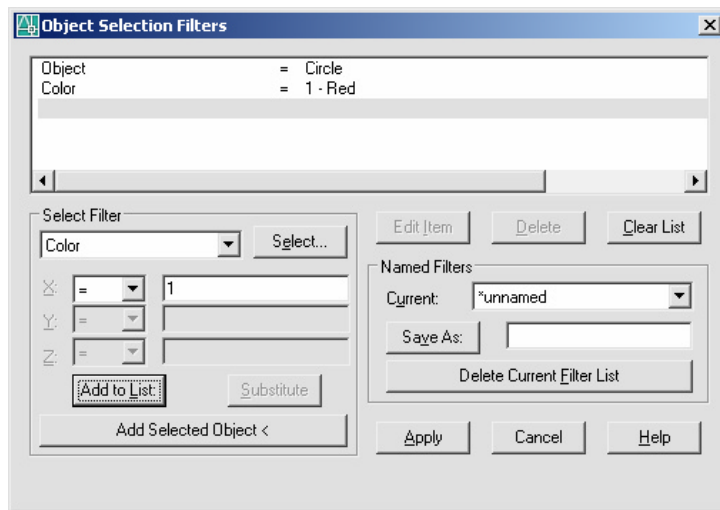 Object Selection Filters
Object = Circle
Color = 1 - Red
Select Filter
Color
Select...
X: = 1
Y: =
Z: =
Add to List:
Substitute
Add Selected Object <
Edit Item
Delete
Clear List
Named Filters
Current: *unnamed
Save As:
Delete Current Filter List
Apply
Cancel
Help